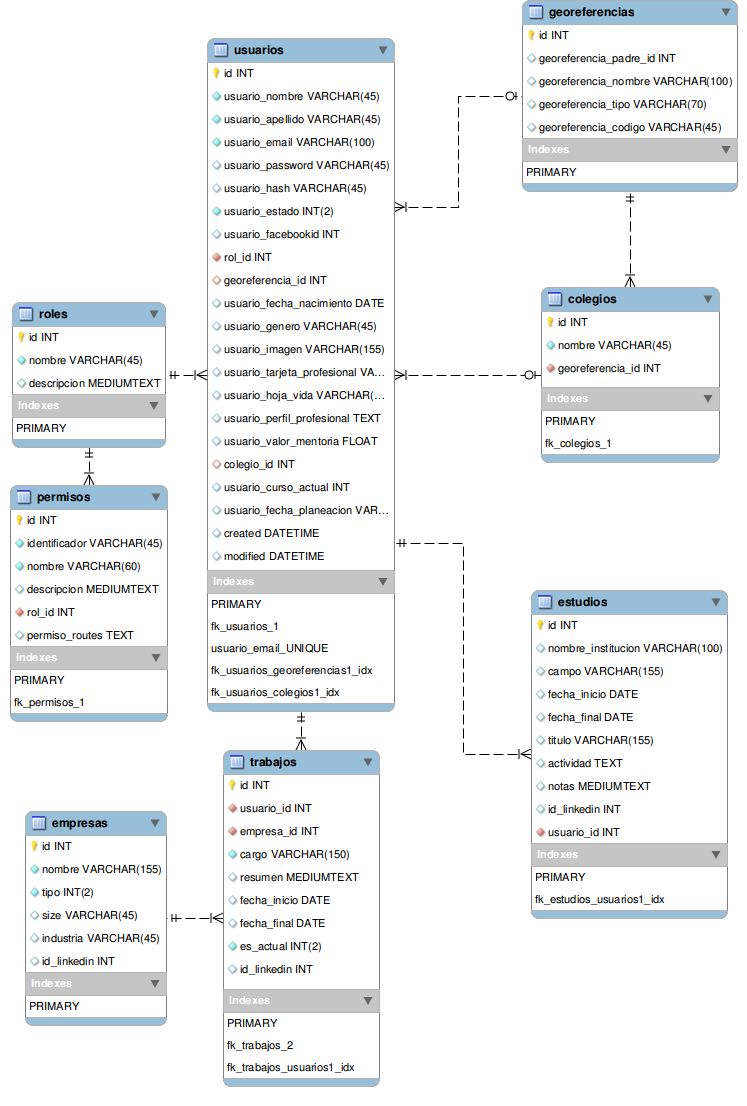 georeferencias
id INT
georeferencia_padre_id INT
georeferencia_nombre VARCHAR(100)
georeferencia_tipo VARCHAR(70)
georeferencia_codigo VARCHAR(45)
Indexes
PRIMARY
usuarios
id INT
usuario_nombre VARCHAR(45)
usuario_apellido VARCHAR(45)
usuario_email VARCHAR(100)
usuario_password VARCHAR(45)
usuario_hash VARCHAR(45)
usuario_estado INT(2)
usuario_facebookid INT
rol_id INT
georeferencia_id INT
usuario_fecha_nacimiento DATE
usuario_genero VARCHAR(45)
usuario_imagen VARCHAR(155)
usuario_tarjeta_profesional VA...
usuario_hoja_vida VARCHAR(...
usuario_perfil_profesional TEXT
usuario_valor_mentoria FLOAT
colegio_id INT
usuario_curso_actual INT
usuario_fecha_planeacion VAR...
created DATETIME
modified DATETIME
Indexes
PRIMARY
fk_usuarios_1
usuario_email_UNIQUE
fk_usuarios_georeferencias1_idx
fk_usuarios_colegios1_idx
colegios
id INT
nombre VARCHAR(45)
georeferencia_id INT
Indexes
PRIMARY
fk_colegios_1
roles
id INT
nombre VARCHAR(45)
descripcion MEDIUMTEXT
Indexes
PRIMARY
permisos
id INT
identificador VARCHAR(45)
nombre VARCHAR(60)
descripcion MEDIUMTEXT
rol_id INT
permiso_routes TEXT
Indexes
PRIMARY
fk_permisos_1
estudios
id INT
nombre_institucion VARCHAR(100)
campo VARCHAR(155)
fecha_inicio DATE
fecha_final DATE
titulo VARCHAR(155)
actividad TEXT
notas MEDIUMTEXT
id_linkedin INT
usuario_id INT
Indexes
PRIMARY
fk_estudios_usuarios1_idx
trabajos
id INT
usuario_id INT
empresa_id INT
cargo VARCHAR(150)
resumen MEDIUMTEXT
fecha_inicio DATE
fecha_final DATE
es_actual INT(2)
id_linkedin INT
Indexes
PRIMARY
fk_trabajos_2
fk_trabajos_usuarios1_idx
empresas
id INT
nombre VARCHAR(155)
tipo INT(2)
size VARCHAR(45)
industria VARCHAR(45)
id_linkedin INT
Indexes
PRIMARY